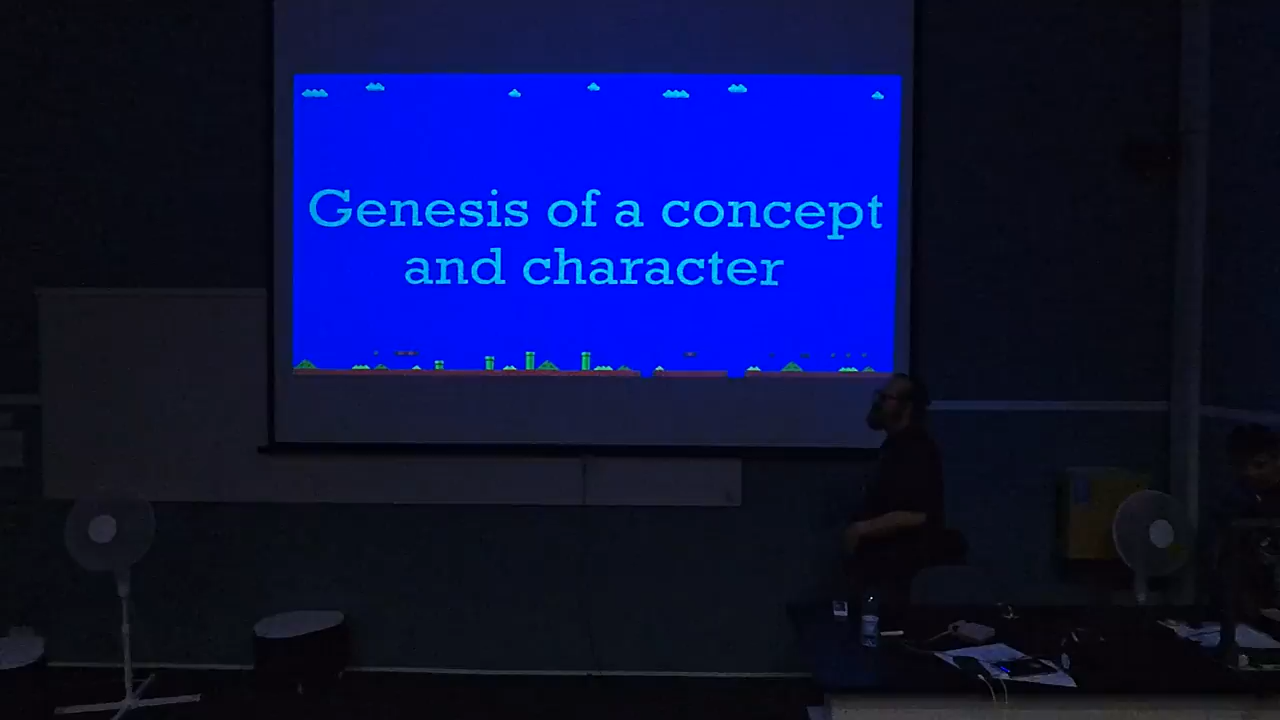 Genesis of a concept
and character